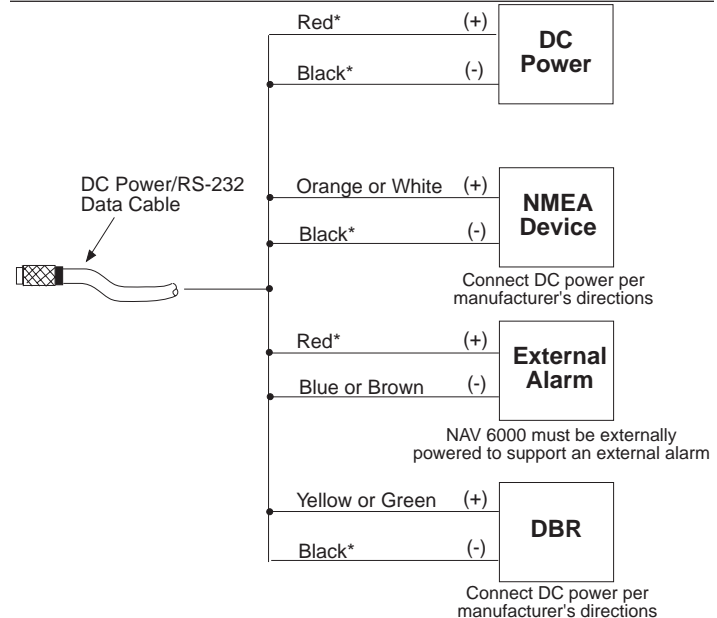 Red* (+)
DC
Power
Black* (-)
DC Power/RS-232
Data Cable
Orange or White (+)
NMEA
Device
Black* (-)
Connect DC power per
manufacturer's directions
Red* (+)
External
Alarm
Blue or Brown (-)
NAV 6000 must be externally
powered to support an external alarm
Yellow or Green (+)
DBR
Black* (-)
Connect DC power per
manufacturer's directions